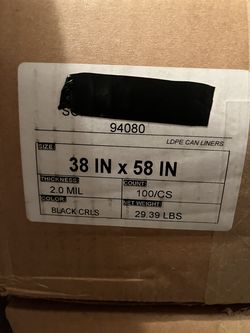 94080
LDPE CAN LINERS
SIZE:
38 IN x 58 IN
THICKNESS: COUNT:
2.0 MIL 100/CS
COLOR: NET WEIGHT:
BLACK CRLS 29.39 LBS